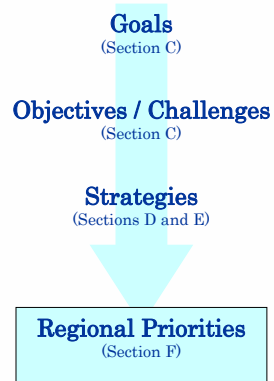 Goals
(Section C)
Objectives / Challenges
(Section C)
Strategies
(Sections D and E)
Regional Priorities
(Section F)